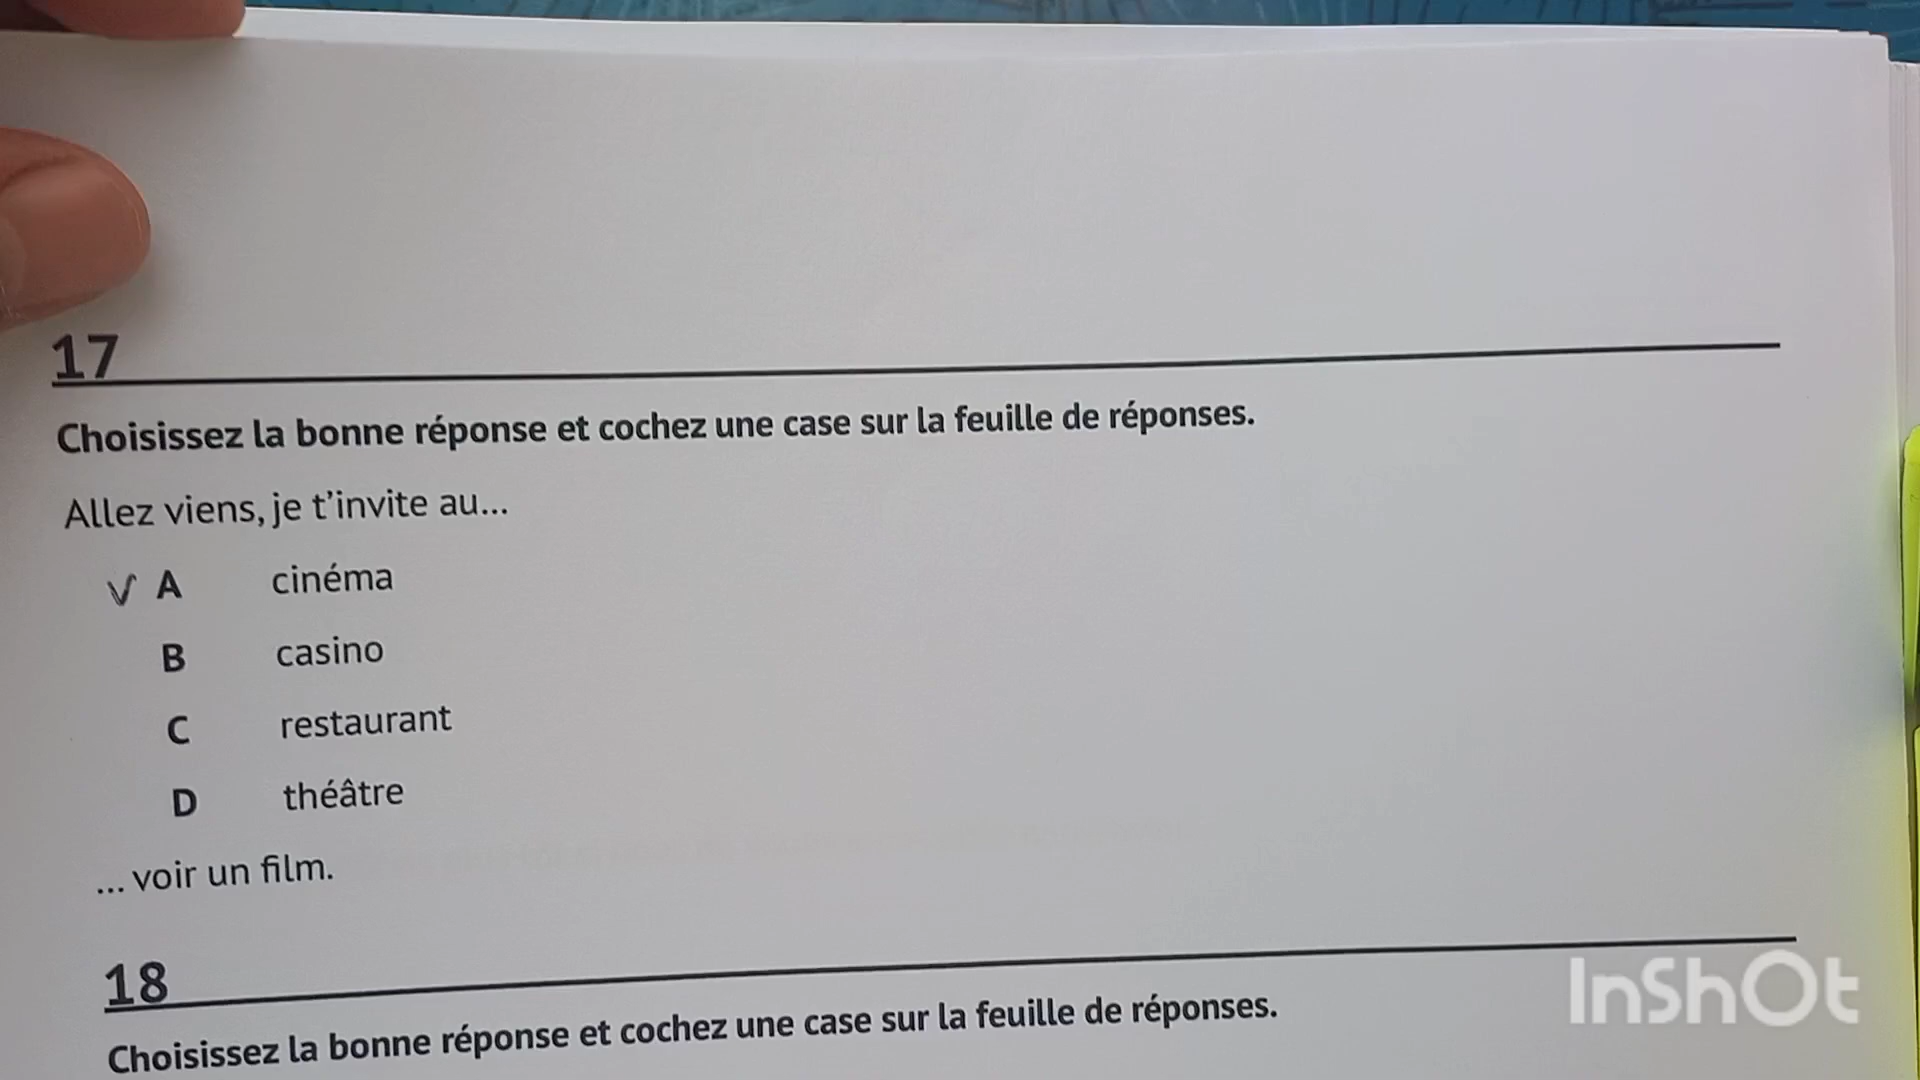 17
Choisissez la bonne réponse et cochez une case sur la feuille de réponses.
Allez viens, je t'invite au...
√ A cinéma
B casino
C restaurant
D théâtre
... voir un film.
18
Choisissez la bonne réponse et cochez une case sur la feuille de réponses.
InShOt